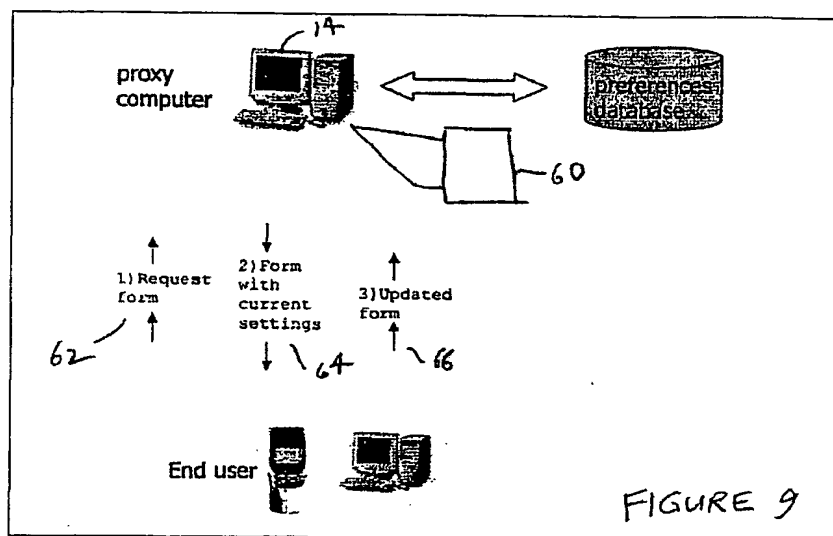 14
proxy
computer
preferences
database
60
1)Request
form
2)Form
with
current
settings
3)Updated
form
62
64
66
End user
FIGURE 9